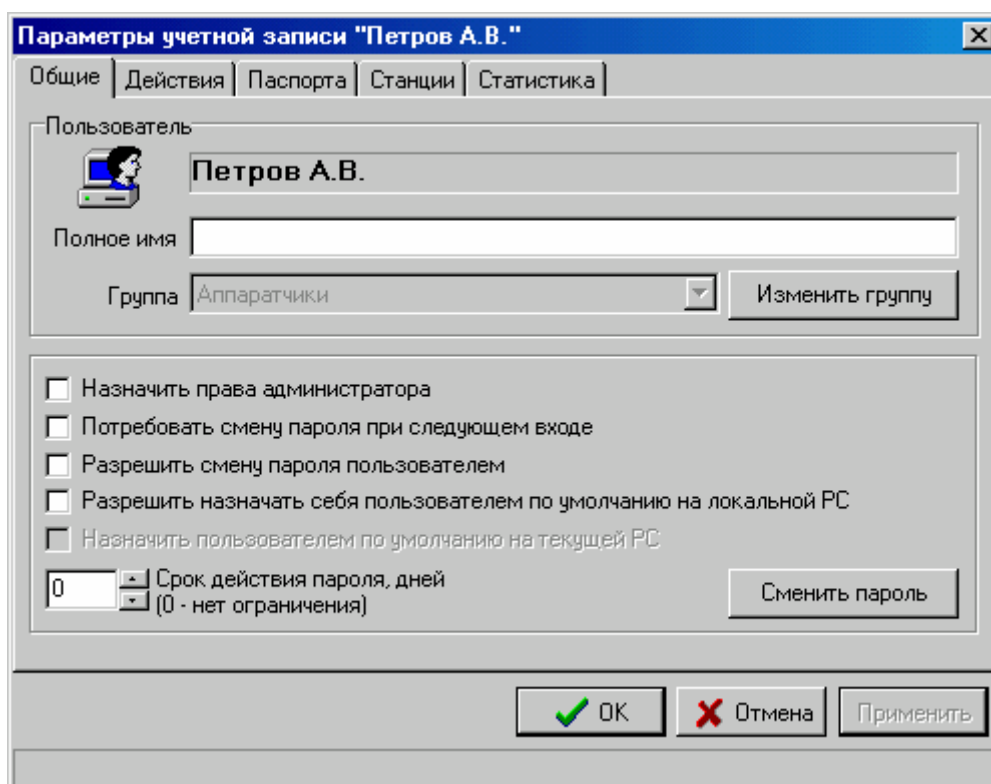 Параметры учетной записи "Петров А.В."
Общие Действия Паспорта Станции Статистика
Пользователь
Петров А.В.
Полное имя
Группа Аппаратчики Изменить группу
Назначить права администратора
Потребовать смену пароля при следующем входе
Разрешить смену пароля пользователем
Разрешить назначать себя пользователем по умолчанию на локальной РС
Назначить пользователем по умолчанию на текущей РС
0 Срок действия пароля, дней
(0 - нет ограничения)
Сменить пароль
OK Отмена Применить